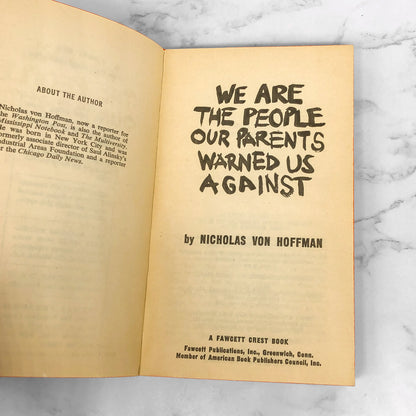 ABOUT THE AUTHOR
Nicholas von Hoffman, now a reporter for
the Washington Post, is also the author of
Mississippi Notebook and The Multiversity.
He was born in New York City and was
formerly associate director of Saul Alinsky's
Industrial Areas Foundation and a reporter
for the Chicago Daily News.
WE ARE
THE PEOPLE
OUR PARENTS
WARNED US
AGAINST
by NICHOLAS VON HOFFMAN
A FAWCETT CREST BOOK
Fawcett Publications, Inc., Greenwich, Conn.
Member of American Book Publishers Council, Inc.